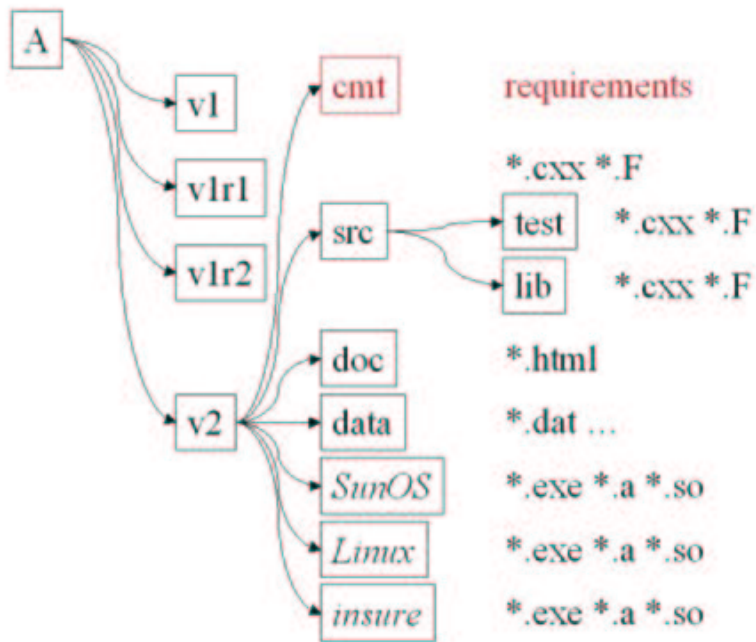 A
cmt requirements
v1
*.cxx *.F
v1r1
src test *.cxx *.F
v1r2
lib *.cxx *.F
doc *.html
v2 data *.dat ...
SunOS *.exe *.a *.so
Linux *.exe *.a *.so
insure *.exe *.a *.so